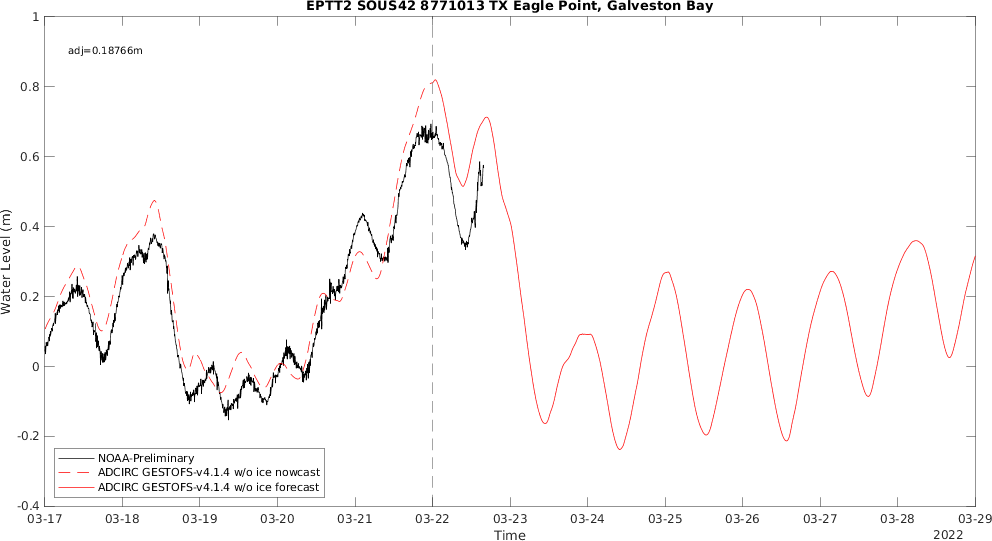 EPTT2 SOUS42 8771013 TX Eagle Point, Galveston Bay
adj=0.18766m
Water Level (m)
1
0.8
0.6
0.4
0.2
0
-0.2
-0.4
NOAA-Preliminary
ADCIRC GESTOFS-v4.1.4 w/o ice nowcast
ADCIRC GESTOFS-v4.1.4 w/o ice forecast
03-17 03-18 03-19 03-20 03-21 03-22 03-23 03-24 03-25 03-26 03-27 03-28 03-29
Time
2022